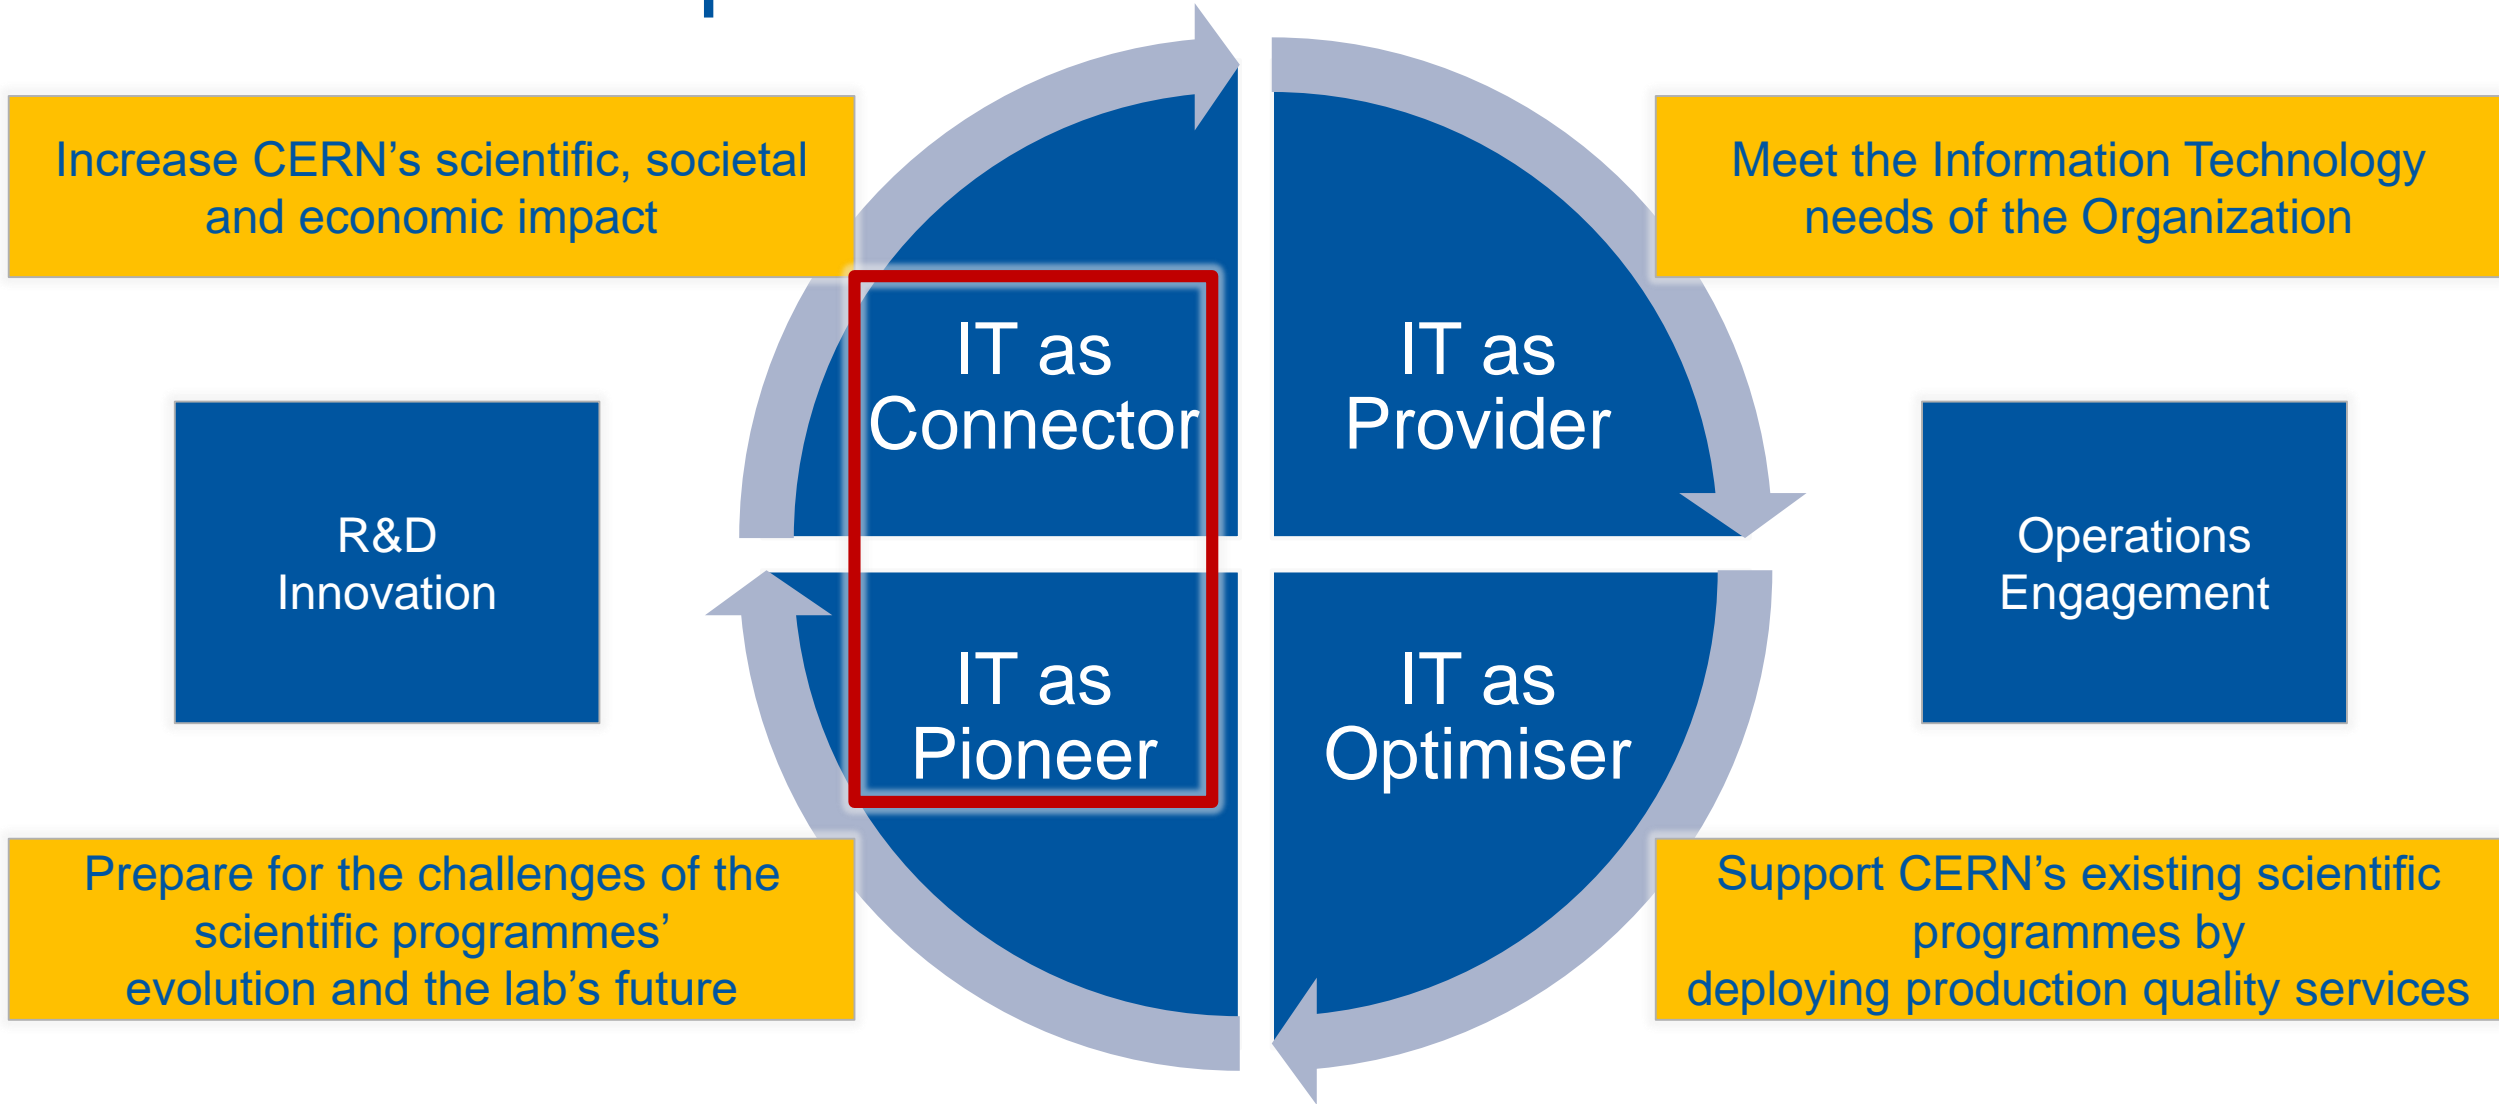 Increase CERN’s scientific, societal
and economic impact
Meet the Information Technology
needs of the Organization
IT as
Connector
IT as
Provider
R&D
Innovation
Operations
Engagement
IT as
Pioneer
IT as
Optimiser
Prepare for the challenges of the
scientific programmes’
evolution and the lab’s future
Support CERN’s existing scientific
programmes by
deploying production quality services